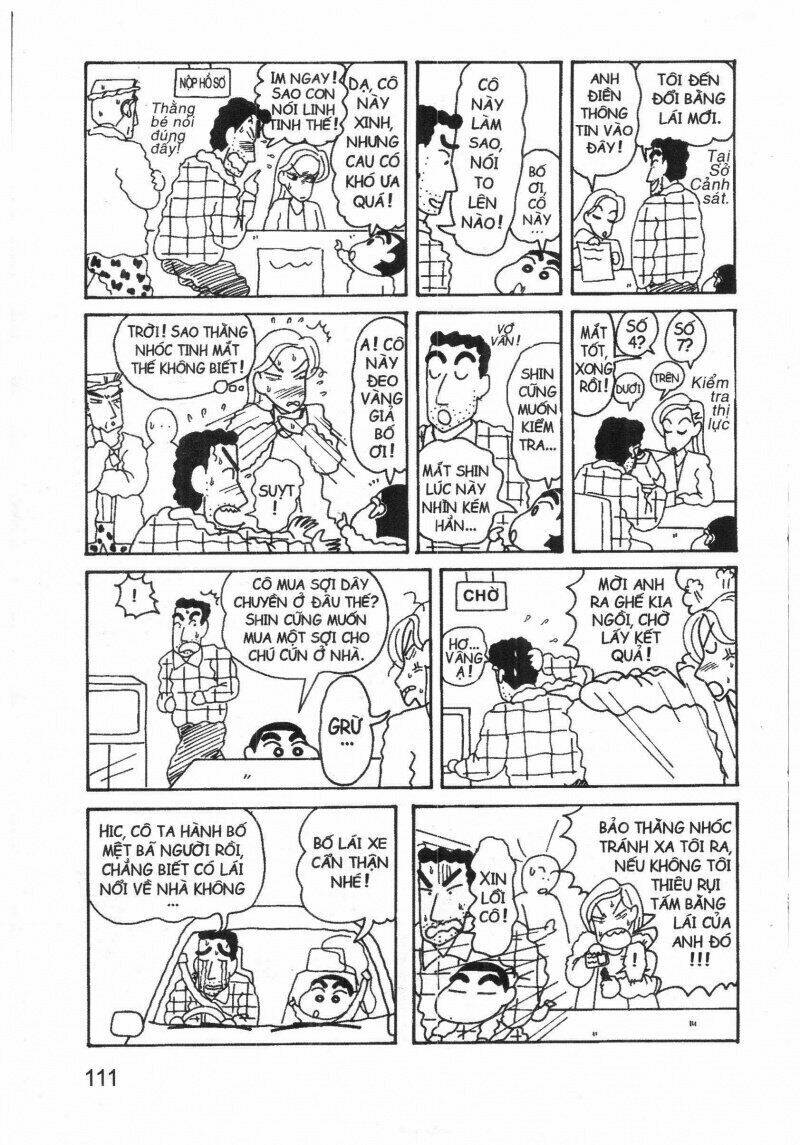 TÔI ĐẾN
ĐỔI BẰNG
LÁI MỚI.
Tại
Sở
Cảnh
sát.
ANH
ĐIỀN
THÔNG
TIN VÀO
ĐÂY!
BỐ
ƠI, CÔ
NÀY...
CÔ
NÀY LÀM
SAO,
NÓI
TO
LÊN
NÀO!
DẠ, CÔ
NÀY
XINH,
NHƯNG
CAU CÓ
KHÓ ƯA
QUÁ!
IM NGAY!
SAO CON
NÓI LINH
TINH THẾ!
NỘP HỒ SƠ
Thằng
bé nói
đúng
đấy!
SỐ
7?
Kiểm
tra thị
lực
TRÊN
SỐ
4?
DƯỚI
MẮT
TỐT,
XONG
RỒI!
SHIN
CŨNG
MUỐN
KIỂM
TRA...
VỚ
VẨN!
MẮT SHIN
LÚC NÀY
NHÌN KÉM
HẲN...
A! CÔ
NÀY
ĐEO
VÀNG
GIẢ
BỐ
ƠI!
SUỴT
!
TRỜI! SAO THẰNG
NHÓC TINH MẮT
THẾ KHÔNG BIẾT!
MỜI ANH
RA GHẾ KIA
NGỒI, CHỜ
LẤY KẾT
QUẢ!
CHỜ
HƠ...
VÂNG
Ạ!
CÔ MUA SỢI DÂY
CHUYỀN Ở ĐÂU THẾ?
SHIN CŨNG MUỐN
MUA MỘT SỢI CHO
CHÚ CÚN Ở NHÀ.
GRỪ
...
!
BẢO THẰNG NHÓC
TRÁNH XA TÔI RA,
NẾU KHÔNG TÔI
THIÊU RỤI
TẤM BẰNG
LÁI CỦA
ANH ĐÓ
!!!
!
XIN
LỖI
CÔ!
BỐ LÁI XE
CẨN THẬN
NHÉ!
HIC, CÔ TA HÀNH BỐ
MỆT BÃ NGƯỜI RỒI,
CHẲNG BIẾT CÓ LÁI
NỔI VỀ NHÀ KHÔNG
...
111